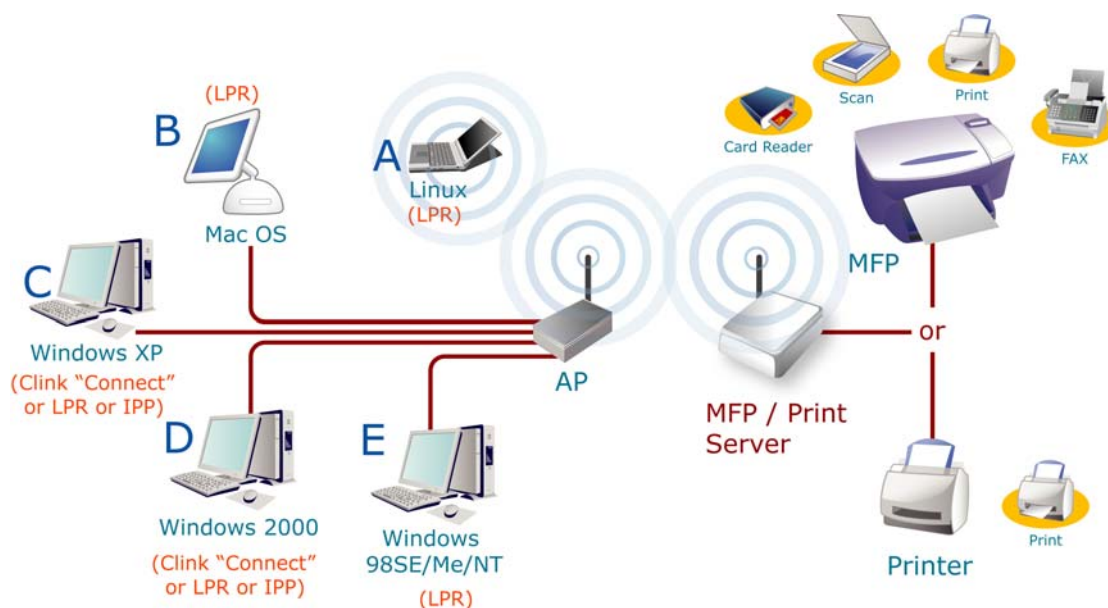 (LPR)
B
Mac OS
A
Linux
(LPR)
C
Windows XP
(Clink “Connect”
or LPR or IPP)
D
Windows 2000
(Clink “Connect”
or LPR or IPP)
E
Windows
98SE/Me/NT
(LPR)
AP
MFP / Print
Server
Card Reader
Scan
Print
FAX
MFP
or
Printer
Print